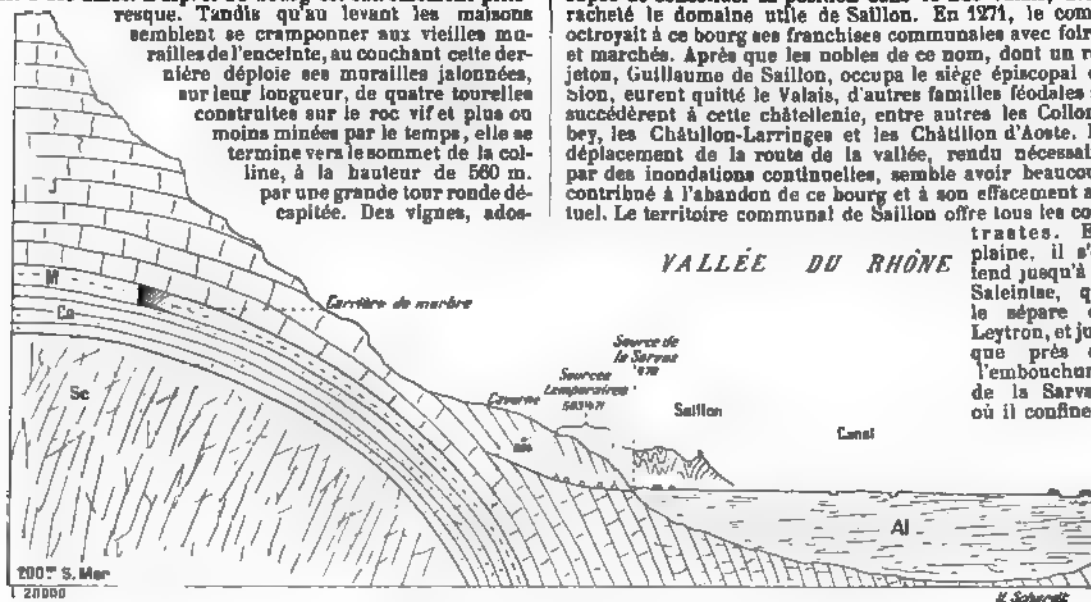 resque. Tandis qu'au levant les maisons
semblent se cramponner aux vieilles mu-
railles de l'enceinte, au couchant cette der-
nière déploie ses murailles jalonnées,
sur leur longueur, de quatre tourelles
construites sur le roc vif et plus ou
moins minées par le temps, elle se
termine vers le sommet de la col-
line, à la hauteur de 560 m.
par une grande tour ronde dé-
capitée. Des vignes, ados-
racheté le domaine utile de Saillon. En 1271, le com
octroyait à ce bourg ses franchises communales avec foir
et marchés. Après que les nobles de ce nom, dont un re
jeton, Guillaume de Saillon, occupa le siège épiscopal
Sion, eurent quitté le Valais, d'autres familles féodales
succédèrent à cette châtellenie, entre autres les Collon
bey, les Châtillon-Larringes et les Châtillon d'Aoste.
déplacement de la route de la vallée, rendu nécessai
par des inondations continuelles, semble avoir beaucou
contribué à l'abandon de ce bourg et à son effacement
tuel. Le territoire communal de Saillon offre tous les co
trastes. E
plaine, il s'é
tend jusqu'à
Saleintse, qu
le sépare
Leytron, et ju
que près
l'embouchur
de la Sarva
où il confine
VALLÉE DU RHÔNE
M
Carrière de marbre
Ca
Sc
Source de
la Sarvaz
Sources
temporaires
Caverne
Saillon
Canal
Al
200m S. Mer
1 25000
H. Schardt